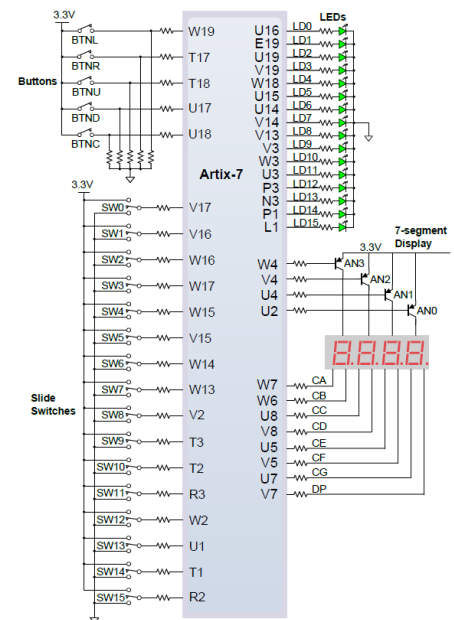 3.3V
BTNL
BTNR
Buttons
BTNU
BTND
BTNC
W19
T17
T18
U17
U18
Artix-7
LEDs
U16 LD0
E19 LD1
U19 LD2
V19 LD3
W18 LD4
U15 LD5
U14 LD6
V14 LD7
V13 LD8
V3 LD9
W3 LD10
U3 LD11
P3 LD12
N3 LD13
P1 LD14
L1 LD15
3.3V
SW0 V17
SW1 V16
SW2 W16
SW3 W17
SW4 W15
SW5 V15
SW6 W14
SW7 W13
Slide
Switches
SW8 V2
SW9 T3
SW10 T2
SW11 R3
SW12 W2
SW13 U1
SW14 T1
SW15 R2
7-segment
Display
3.3V
W4 AN3
V4 AN2
U4 AN1
U2 AN0
8.8.8.8.
W7 CA
W6 CB
U8 CC
V8 CD
U5 CE
V5 CF
U7 CG
V7 DP